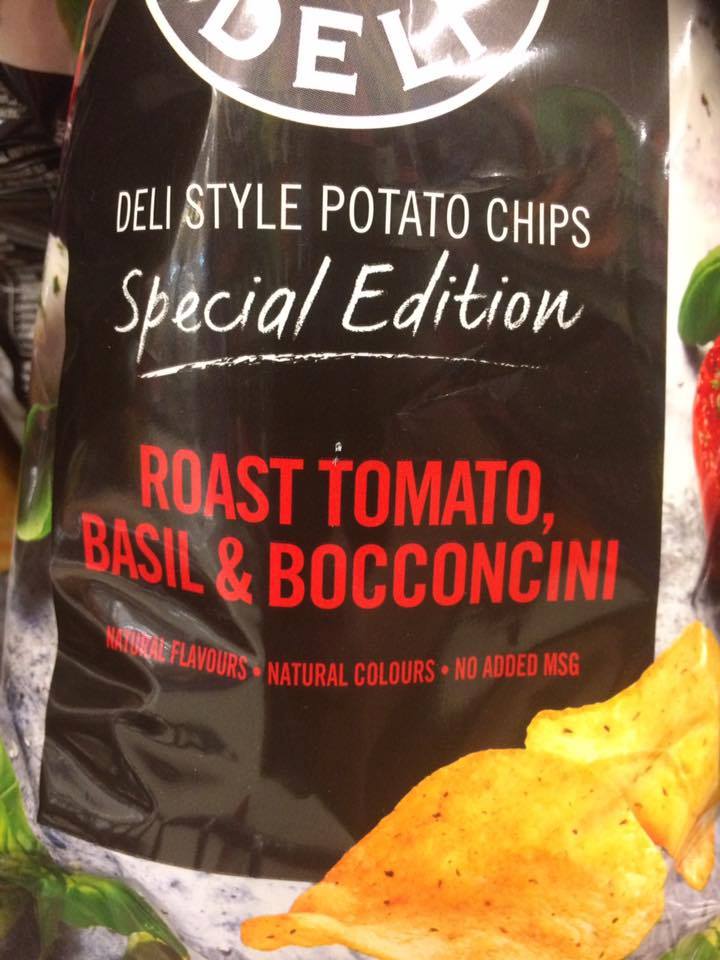 DELI
DELI STYLE POTATO CHIPS
Special Edition
ROAST TOMATO,
BASIL & BOCCONCINI
NATURAL FLAVOURS • NATURAL COLOURS • NO ADDED MSG